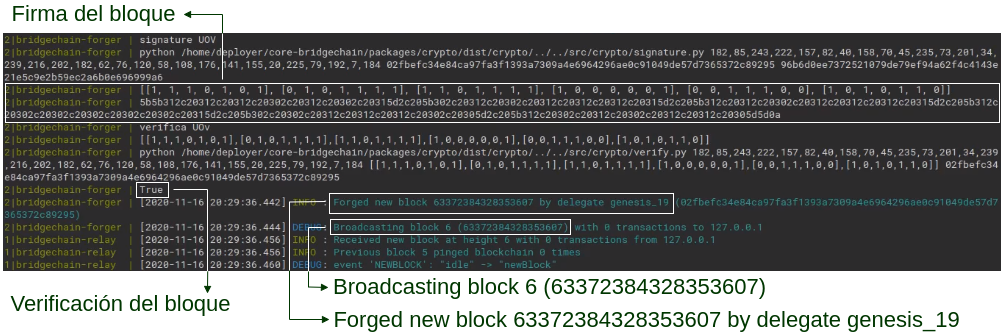 Firma del bloque
2|bridgechain-forger | signature UOV
2|bridgechain-forger | python /home/deployer/core-bridgechain/packages/crypto/dist/crypto/../../src/crypto/signature.py 182,85,243,222,157,82,40,158,70,45,235,73,201,34,
239,216,202,182,62,76,120,58,108,176,141,155,20,225,79,192,7,184 02fbefc34e84ca97fa3f1393a7309a4e6964296ae0c91049de57d7365372c89295 96b6d0ee7372521079de79ef94a62f4c4143e
21e5c9e2b59ec2a6b0e696999a6
2|bridgechain-forger | [[1, 1, 1, 0, 1, 0, 1], [0, 1, 0, 1, 1, 1, 1], [1, 1, 0, 1, 1, 1, 1], [1, 0, 0, 0, 0, 0, 1], [0, 0, 1, 1, 1, 0, 0], [1, 0, 1, 0, 1, 1, 0]]
2|bridgechain-forger |
2|bridgechain-forger | verifica UOv
2|bridgechain-forger | [[1,1,1,0,1,0,1],[0,1,0,1,1,1,1],[1,1,0,1,1,1,1],[1,0,0,0,0,0,1],[0,0,1,1,1,0,0],[1,0,1,0,1,1,0]]
2|bridgechain-forger | python /home/deployer/core-bridgechain/packages/crypto/dist/crypto/../../src/crypto/verify.py 182,85,243,222,157,82,40,158,70,45,235,73,201,34,239
,216,202,182,62,76,120,58,108,176,141,155,20,225,79,192,7,184 [[1,1,1,0,1,0,1],[0,1,0,1,1,1,1],[1,1,0,1,1,1,1],[1,0,0,0,0,0,1],[0,0,1,1,1,0,0],[1,0,1,0,1,1,0]] 02fbefc3
4e84ca97fa3f1393a7309a4e6964296ae0c91049de57d7365372c89295
2|bridgechain-forger | True
2|bridgechain-forger | [2020-11-16 20:29:36.442] INFO : Forged new block 63372384328353607 by delegate genesis_19 (02fbefc34e84ca97fa3f1393a7309a4e6964296ae0c91049de57d7
365372c89295)
2|bridgechain-forger | [2020-11-16 20:29:36.444] DEBUG: Broadcasting block 6 (63372384328353607) with 0 transactions to 127.0.0.1
1|bridgechain-relay | [2020-11-16 20:29:36.456] INFO : Received new block at height 6 with 0 transactions from 127.0.0.1
1|bridgechain-relay | [2020-11-16 20:29:36.456] INFO : Previous block 5 pinged blockchain 0 times
1|bridgechain-relay | [2020-11-16 20:29:36.460] DEBUG: event 'NEWBLOCK': "idle" -> "newBlock"
Broadcasting block 6 (63372384328353607)
Verificación del bloque
Forged new block 63372384328353607 by delegate genesis_19